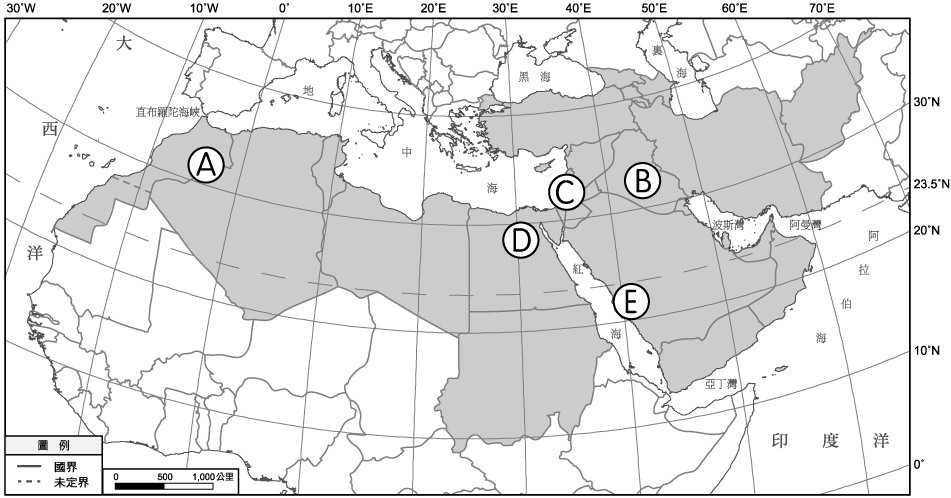 30°W
20°W
10°W
0°
10°E
20°E
30°E
40°E
50°E
60°E
70°E
大
西
洋
直布羅陀海峽
地
中
海
黑 海
裏
海
30°N
23.5°N
20°N
10°N
0°
A
B
C
D
E
紅
海
波斯灣
阿曼灣
阿
拉
伯
海
亞丁灣
印 度 洋
圖 例
國界
未定界
0 500 1,000公里